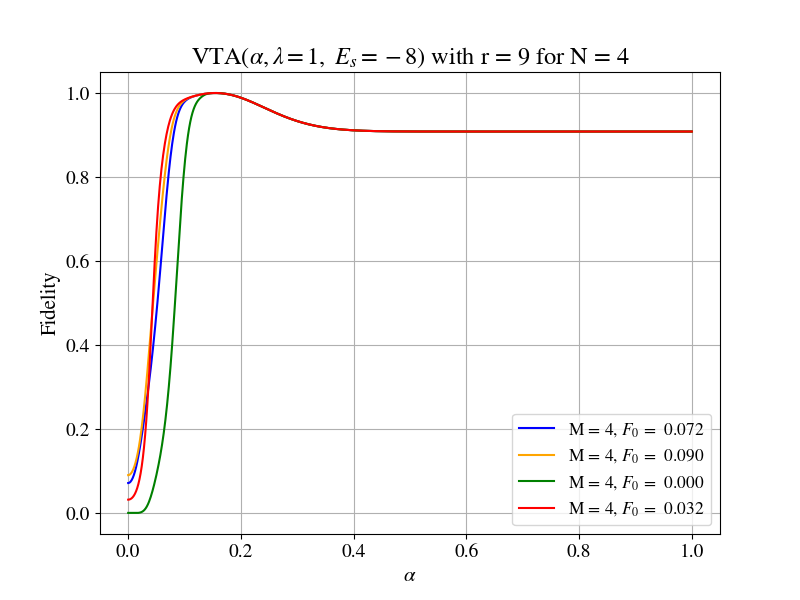 VTA(α, λ = 1, E_s = −8) with r = 9 for N = 4
Fidelity
1.0
0.8
0.6
0.4
0.2
0.0
0.0 0.2 0.4 0.6 0.8 1.0
α
M = 4, F_0 = 0.072
M = 4, F_0 = 0.090
M = 4, F_0 = 0.000
M = 4, F_0 = 0.032